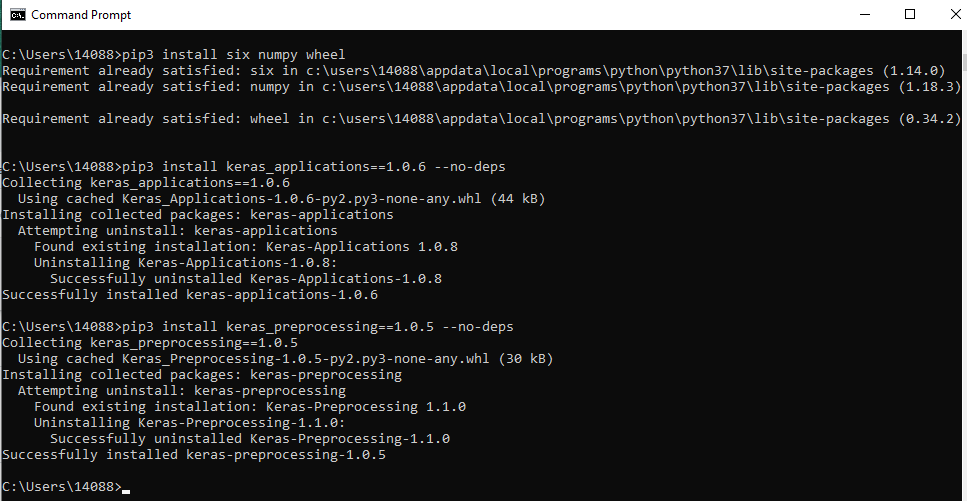 Command Prompt
C:\Users\14088>pip3 install six numpy wheel
Requirement already satisfied: six in c:\users\14088\appdata\local\programs\python\python37\lib\site-packages (1.14.0)
Requirement already satisfied: numpy in c:\users\14088\appdata\local\programs\python\python37\lib\site-packages (1.18.3)
Requirement already satisfied: wheel in c:\users\14088\appdata\local\programs\python\python37\lib\site-packages (0.34.2)
C:\Users\14088>pip3 install keras_applications==1.0.6 --no-deps
Collecting keras_applications==1.0.6
  Using cached Keras_Applications-1.0.6-py2.py3-none-any.whl (44 kB)
Installing collected packages: keras-applications
  Attempting uninstall: keras-applications
    Found existing installation: Keras-Applications 1.0.8
    Uninstalling Keras-Applications-1.0.8:
      Successfully uninstalled Keras-Applications-1.0.8
Successfully installed keras-applications-1.0.6
C:\Users\14088>pip3 install keras_preprocessing==1.0.5 --no-deps
Collecting keras_preprocessing==1.0.5
  Using cached Keras_Preprocessing-1.0.5-py2.py3-none-any.whl (30 kB)
Installing collected packages: keras-preprocessing
  Attempting uninstall: keras-preprocessing
    Found existing installation: Keras-Preprocessing 1.1.0
    Uninstalling Keras-Preprocessing-1.1.0:
      Successfully uninstalled Keras-Preprocessing-1.1.0
Successfully installed keras-preprocessing-1.0.5
C:\Users\14088>